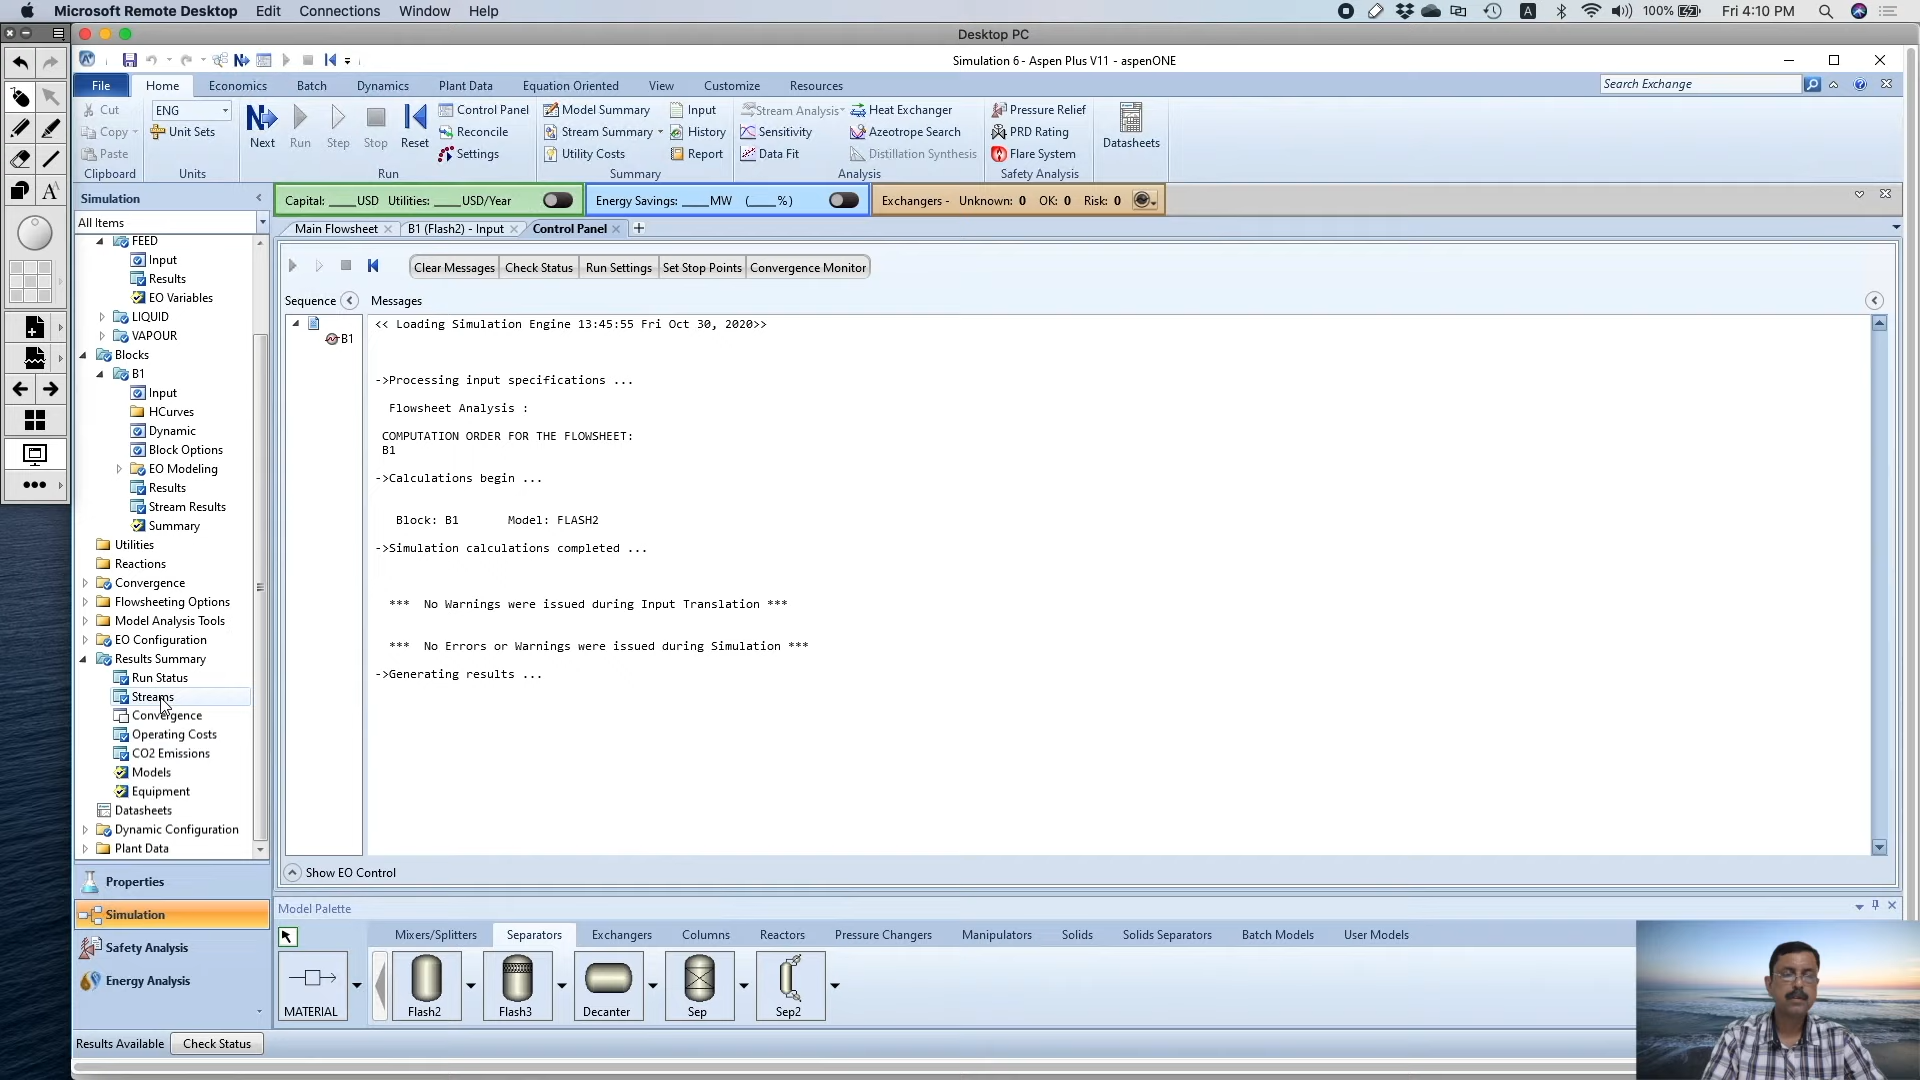 Microsoft Remote Desktop Edit Connections Window Help
A 100% Fri 4:10 PM
Desktop PC
Simulation 6 - Aspen Plus V11 - aspenONE
File Home Economics Batch Dynamics Plant Data Equation Oriented View Customize Resources
Search Exchange
Cut
Copy
Paste
Clipboard
ENG
Unit Sets
Units
Next
Run
Step
Stop
Reset
Control Panel
Reconcile
Settings
Run
Model Summary
Stream Summary
Utility Costs
Input
History
Report
Summary
Stream Analysis
Sensitivity
Data Fit
Heat Exchanger
Azeotrope Search
Distillation Synthesis
Analysis
Pressure Relief
PRD Rating
Flare System
Safety Analysis
Datasheets
Simulation
All Items
Capital: ____USD Utilities: ____USD/Year
Energy Savings: ____MW (____%)
Exchangers - Unknown: 0 OK: 0 Risk: 0
Main Flowsheet B1 (Flash2) - Input Control Panel +
FEED
Input
Results
EO Variables
LIQUID
VAPOUR
Blocks
B1
Input
HCurves
Dynamic
Block Options
EO Modeling
Results
Stream Results
Summary
Utilities
Reactions
Convergence
Flowsheeting Options
Model Analysis Tools
EO Configuration
Results Summary
Run Status
Streams
Convergence
Operating Costs
CO2 Emissions
Models
Equipment
Datasheets
Dynamic Configuration
Plant Data
Properties
Simulation
Safety Analysis
Energy Analysis
Clear Messages Check Status Run Settings Set Stop Points Convergence Monitor
Sequence Messages
B1
<< Loading Simulation Engine 13:45:55 Fri Oct 30, 2020>>
->Processing input specifications ...
Flowsheet Analysis :
COMPUTATION ORDER FOR THE FLOWSHEET:
B1
->Calculations begin ...
Block: B1 Model: FLASH2
->Simulation calculations completed ...
*** No Warnings were issued during Input Translation ***
*** No Errors or Warnings were issued during Simulation ***
->Generating results ...
Show EO Control
Model Palette
Mixers/Splitters Separators Exchangers Columns Reactors Pressure Changers Manipulators Solids Solids Separators Batch Models User Models
MATERIAL Flash2 Flash3 Decanter Sep Sep2
Results Available Check Status